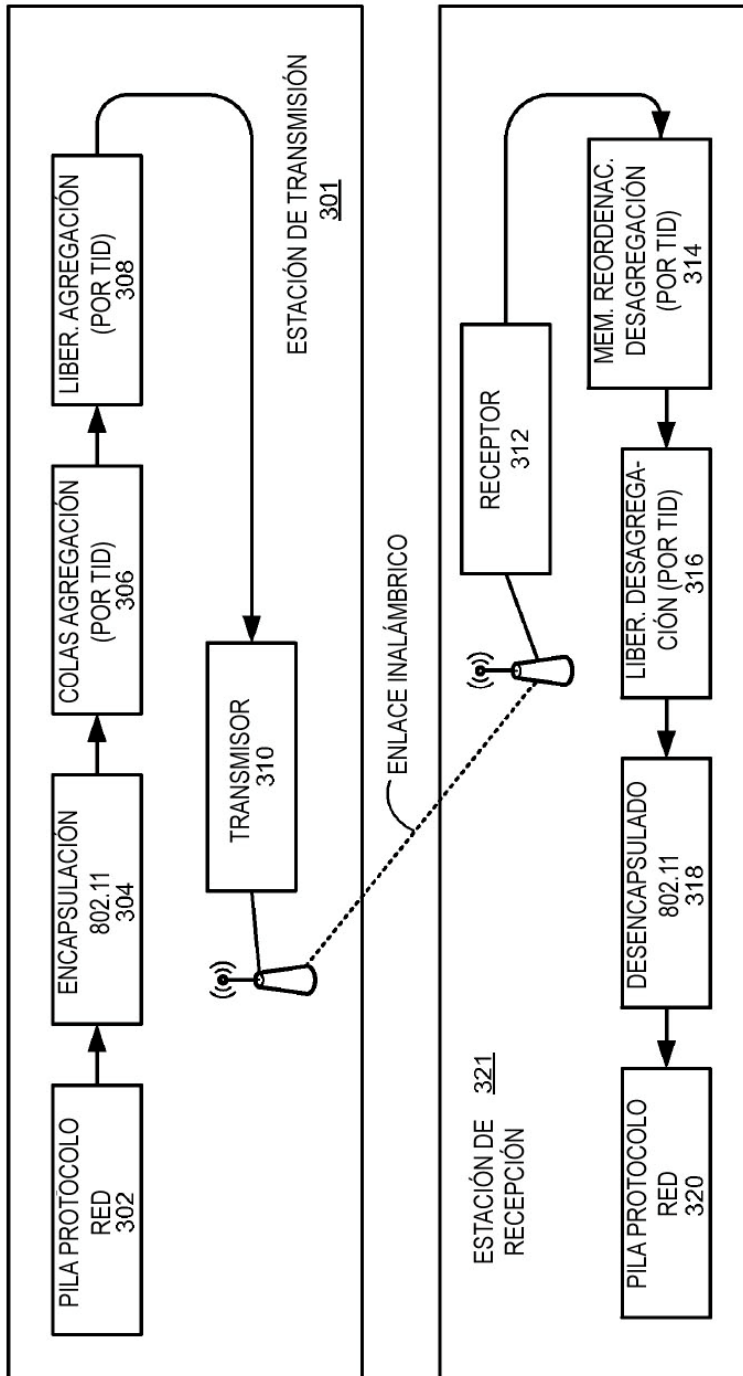 PILA PROTOCOLO
RED
302
ENCAPSULACIÓN
802.11
304
COLAS AGREGACIÓN
(POR TID)
306
LIBER. AGREGACIÓN
(POR TID)
308
ESTACIÓN DE TRANSMISIÓN
301
TRANSMISOR
310
ENLACE INALÁMBRICO
RECEPTOR
312
ESTACIÓN DE
RECEPCIÓN
321
MEM. REORDENAC.
DESAGREGACIÓN
(POR TID)
314
LIBER. DESAGREGA-
CIÓN (POR TID)
316
DESENCAPSULADO
802.11
318
PILA PROTOCOLO
RED
320